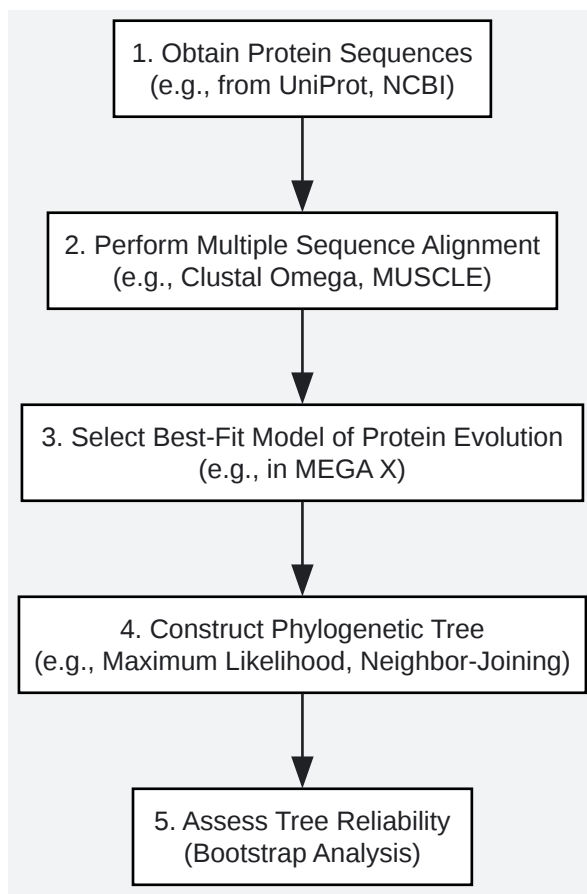 1. Obtain Protein Sequences
(e.g., from UniProt, NCBI)
2. Perform Multiple Sequence Alignment
(e.g., Clustal Omega, MUSCLE)
3. Select Best-Fit Model of Protein Evolution
(e.g., in MEGA X)
4. Construct Phylogenetic Tree
(e.g., Maximum Likelihood, Neighbor-Joining)
5. Assess Tree Reliability
(Bootstrap Analysis)